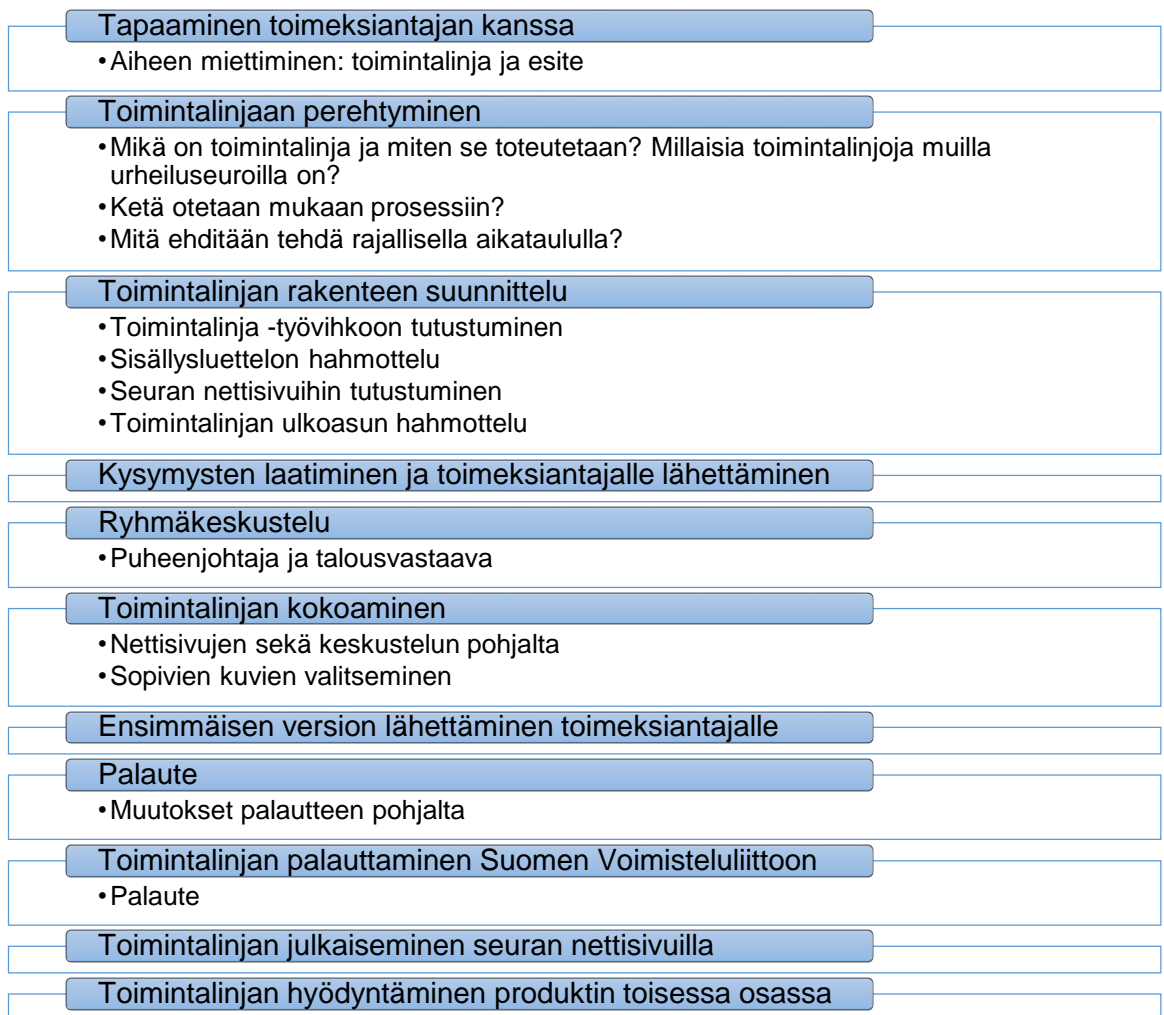 Tapaaminen toimeksiantajan kanssa
•Aiheen miettiminen: toimintalinja ja esite
Toimintalinjaan perehtyminen
•Mikä on toimintalinja ja miten se toteutetaan? Millaisia toimintalinjoja muilla
urheiluseuroilla on?
•Ketä otetaan mukaan prosessiin?
•Mitä ehditään tehdä rajallisella aikataululla?
Toimintalinjan rakenteen suunnittelu
•Toimintalinja -työvihkoon tutustuminen
•Sisällysluettelon hahmottelu
•Seuran nettisivuihin tutustuminen
•Toimintalinjan ulkoasun hahmottelu
Kysymysten laatiminen ja toimeksiantajalle lähettäminen
Ryhmäkeskustelu
•Puheenjohtaja ja talousvastaava
Toimintalinjan kokoaminen
•Nettisivujen sekä keskustelun pohjalta
•Sopivien kuvien valitseminen
Ensimmäisen version lähettäminen toimeksiantajalle
Palaute
•Muutokset palautteen pohjalta
Toimintalinjan palauttaminen Suomen Voimisteluliittoon
•Palaute
Toimintalinjan julkaiseminen seuran nettisivuilla
Toimintalinjan hyödyntäminen produktin toisessa osassa